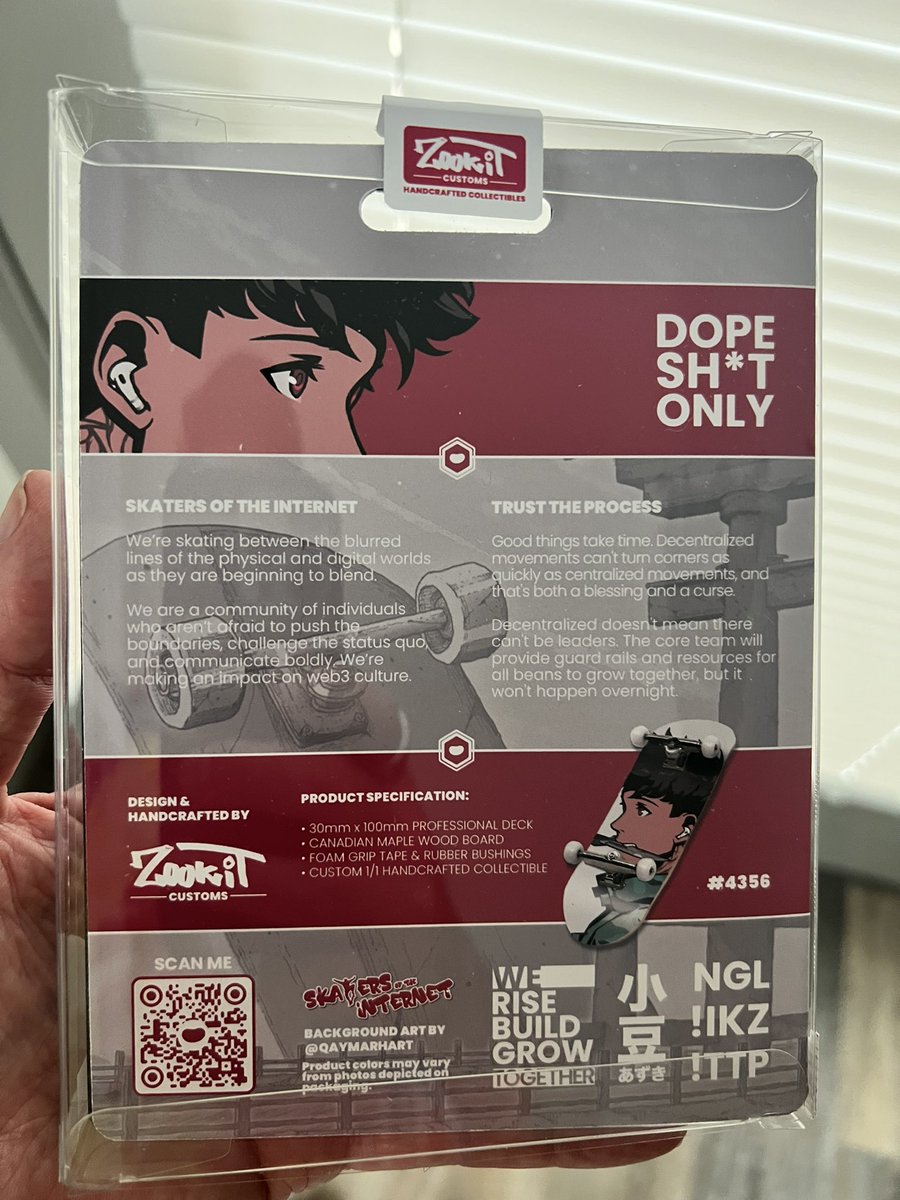 ZOOKIT
CUSTOMS
HANDCRAFTED COLLECTIBLES
DOPE
SH*T
ONLY
SKATERS OF THE INTERNET
We're skating between the blurred
lines of the physical and digital worlds
as they are beginning to blend.
We are a community of individuals
who aren't afraid to push the
boundaries, challenge the status quo,
and communicate boldly. We're
making an impact on web3 culture.
TRUST THE PROCESS
Good things take time. Decentralized
movements can't turn corners as
quickly as centralized movements, and
that's both a blessing and a curse.
Decentralized doesn't mean there
can't be leaders. The core team will
provide guard rails and resources for
all beans to grow together, but it
won't happen overnight.
DESIGN &
HANDCRAFTED BY
ZOOKIT
CUSTOMS
PRODUCT SPECIFICATION:
• 30mm x 100mm PROFESSIONAL DECK
• CANADIAN MAPLE WOOD BOARD
• FOAM GRIP TAPE & RUBBER BUSHINGS
• CUSTOM 1/1 HANDCRAFTED COLLECTIBLE
#4356
SCAN ME
SKATERS OF THE
INTERNET
BACKGROUND ART BY
@QAYMARHART
Product colors may vary
from photos depicted on
packaging.
WE
RISE
BUILD
GROW
TOGETHER
小豆
あずき
NGL
!IKZ
!TTP